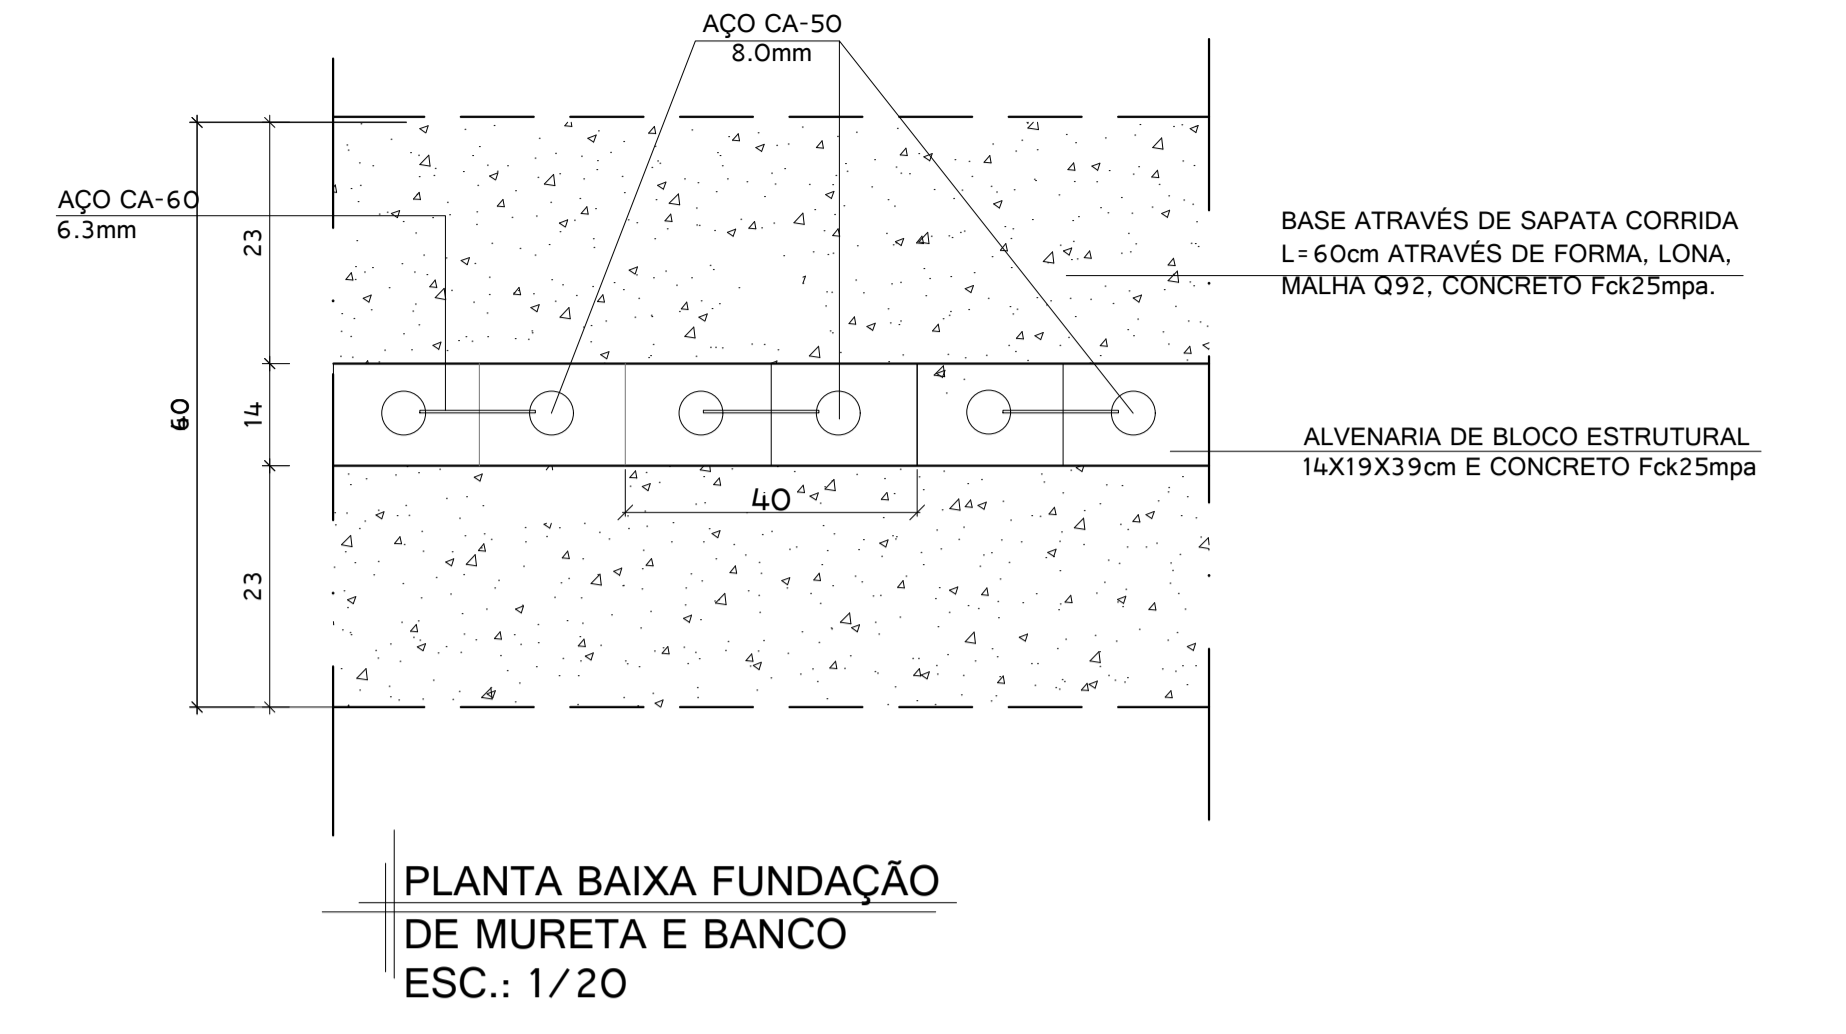 AÇO CA-50
8.0mm
AÇO CA-60
6.3mm
23
14
23
60
40
BASE ATRAVÉS DE SAPATA CORRIDA
L=60cm ATRAVÉS DE FORMA, LONA,
MALHA Q92, CONCRETO Fck25mpa.
ALVENARIA DE BLOCO ESTRUTURAL
14X19X39cm E CONCRETO Fck25mpa
PLANTA BAIXA FUNDAÇÃO
DE MURETA E BANCO
ESC.: 1/20